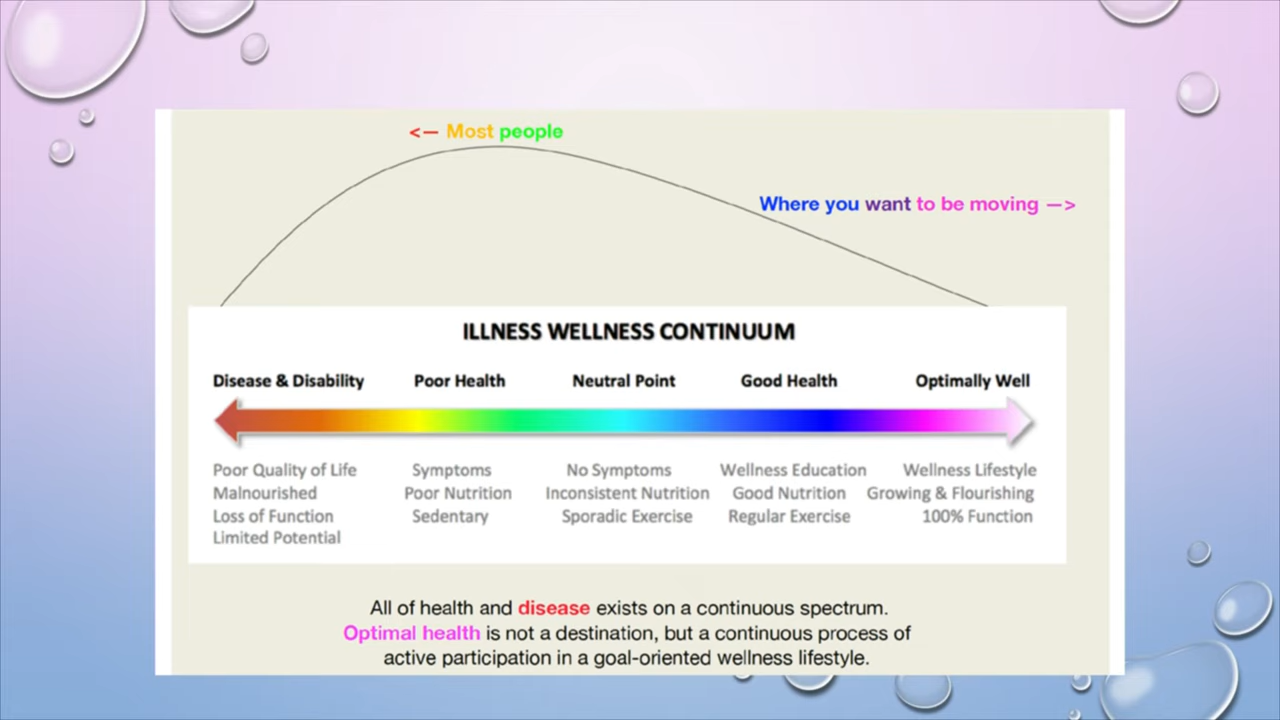 <— Most people
Where you want to be moving —>
ILLNESS WELLNESS CONTINUUM
Disease & Disability Poor Health Neutral Point Good Health Optimally Well
Poor Quality of Life Symptoms No Symptoms Wellness Education Wellness Lifestyle
Malnourished Poor Nutrition Inconsistent Nutrition Good Nutrition Growing & Flourishing
Loss of Function Sedentary Sporadic Exercise Regular Exercise 100% Function
Limited Potential
All of health and disease exists on a continuous spectrum.
Optimal health is not a destination, but a continuous process of
active participation in a goal-oriented wellness lifestyle.